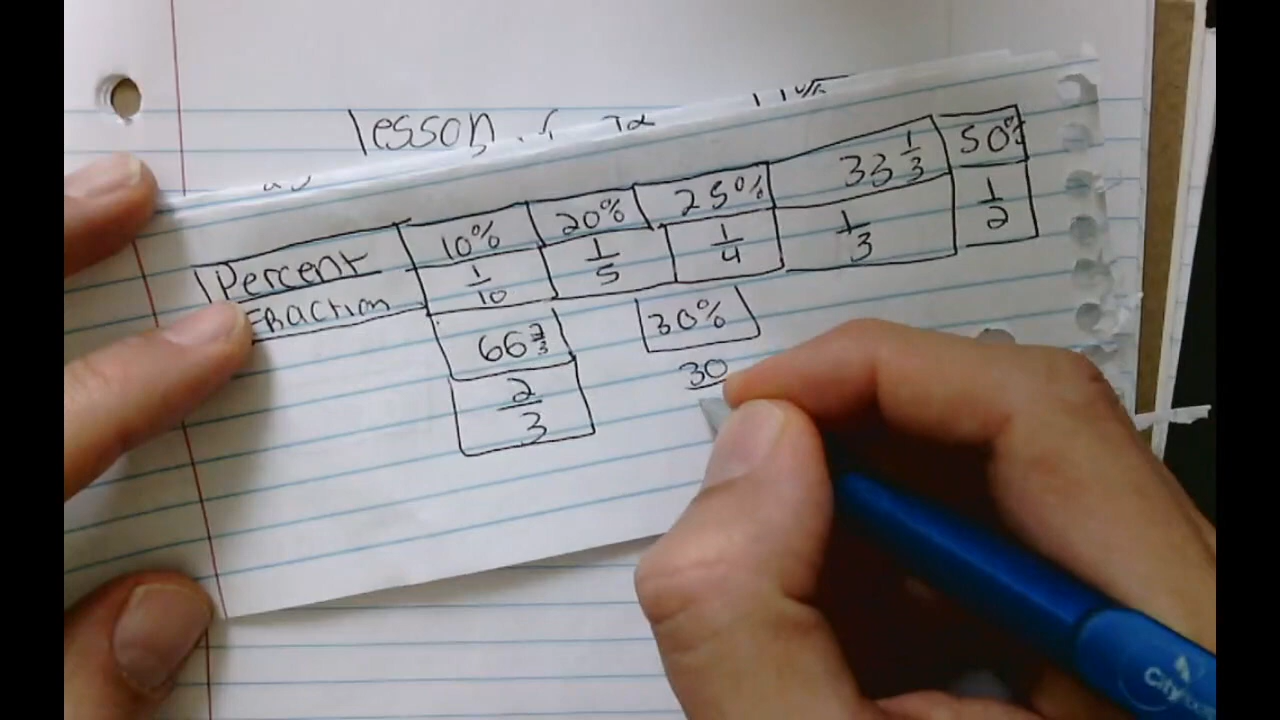 lesson.
Percent 10% 20% 25% 33 1/3 50%
FRaction 1/10 1/5 1/4 1/3 1/2
66 2/3 30%
2/3 30
City